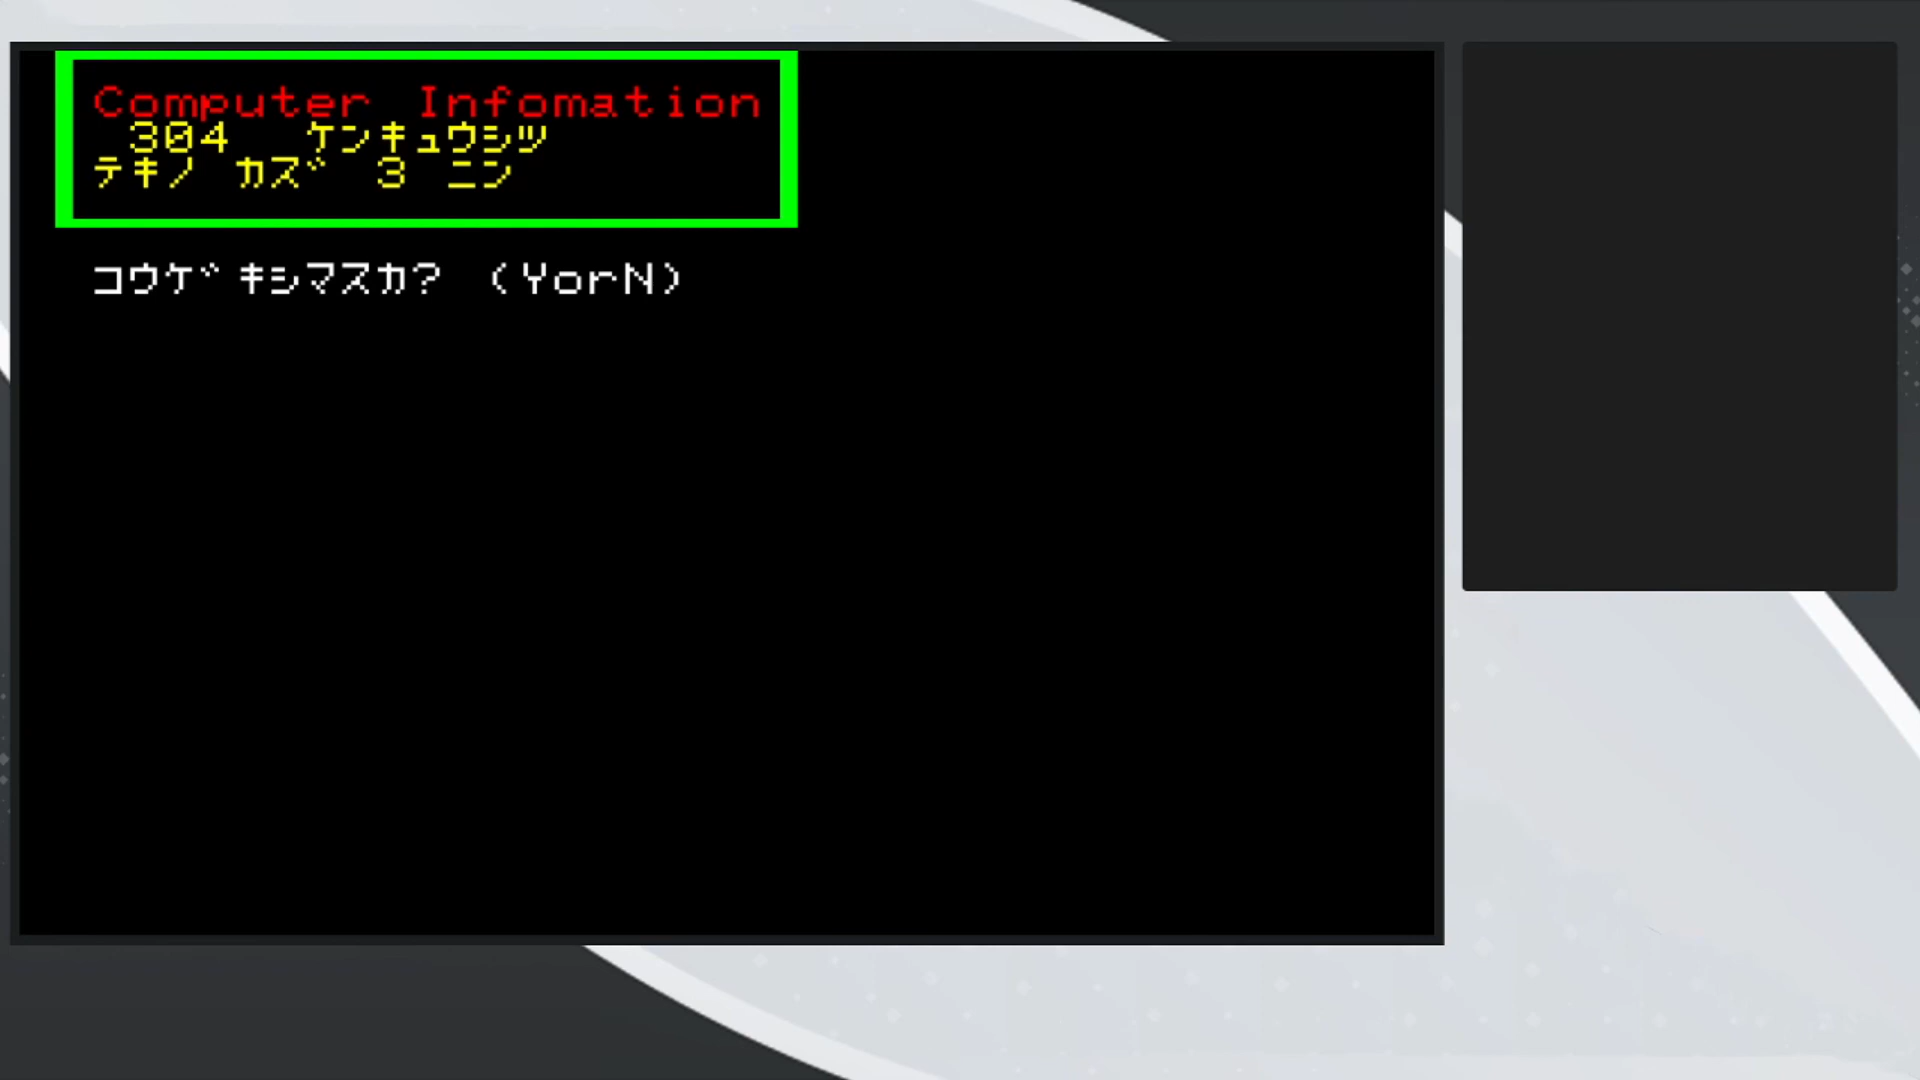 Computer Infomation
304 ケンキュウシツ
テキノ カズ 3 ニン
コウゲキシマスカ? (YorN)